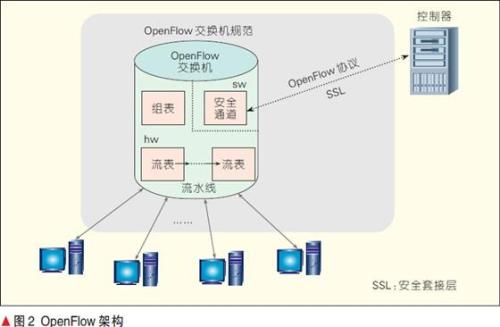 OpenFlow 交换机规范
控制器
OpenFlow
交换机
sw
OpenFlow 协议
SSL
组表
安全
通道
hw
流表
流表
流水线
……
SSL：安全套接层
▲图 2 OpenFlow 架构